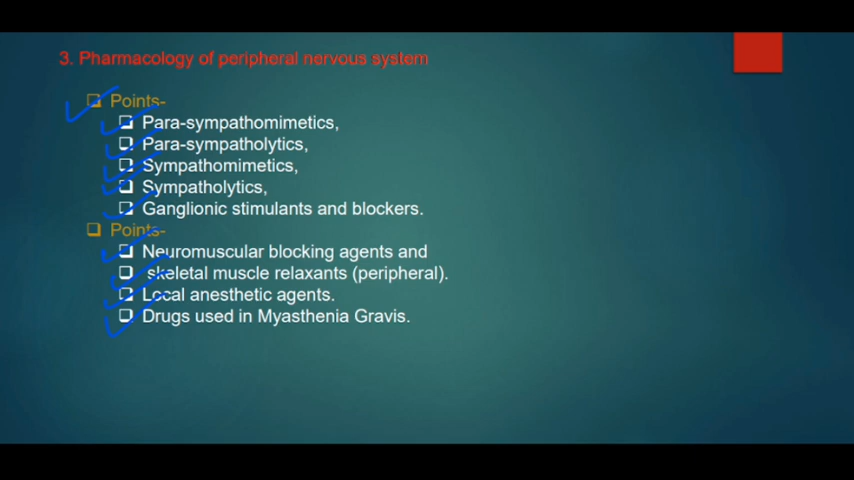 3. Pharmacology of peripheral nervous system
Points-
Para-sympathomimetics,
Para-sympatholytics,
Sympathomimetics,
Sympatholytics,
Ganglionic stimulants and blockers.
Points-
Neuromuscular blocking agents and
skeletal muscle relaxants (peripheral).
Local anesthetic agents.
Drugs used in Myasthenia Gravis.